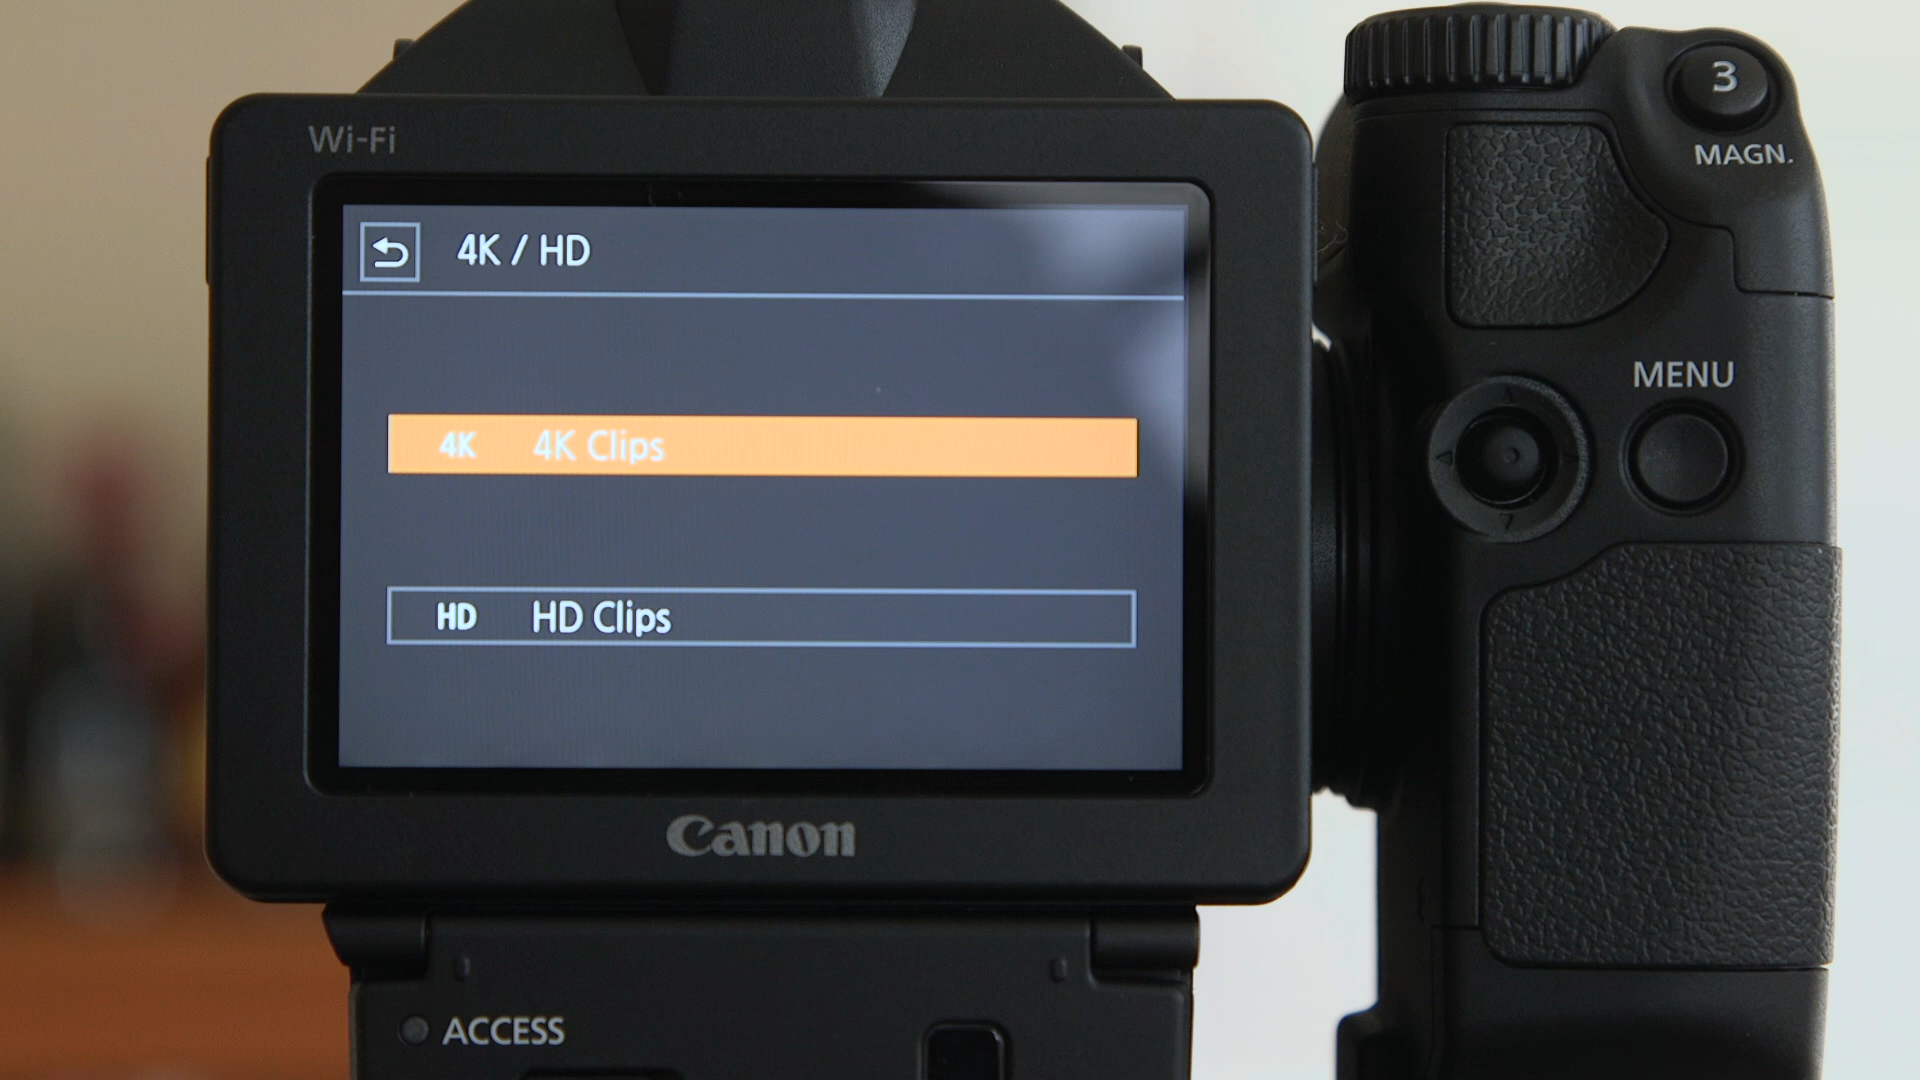 Wi-Fi
3
MAGN.
4K / HD
MENU
4K 4K Clips
HD HD Clips
Canon
ACCESS